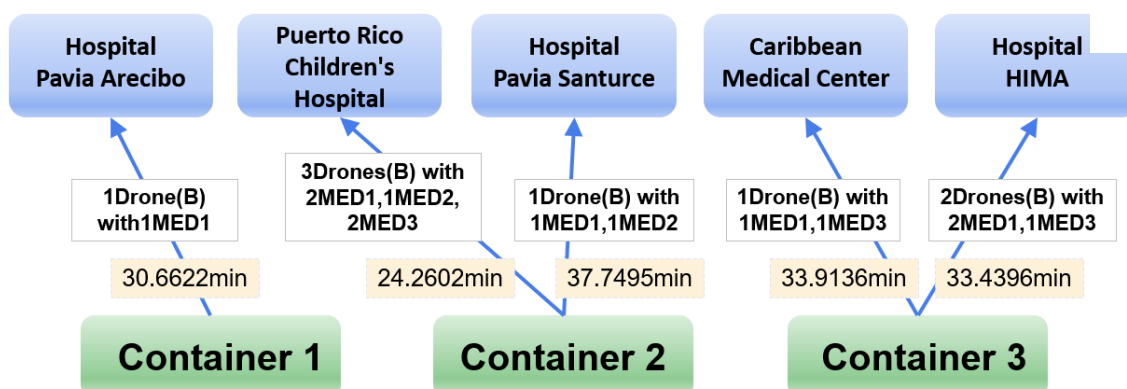 Hospital
Pavia Arecibo
Puerto Rico
Children's
Hospital
Hospital
Pavia Santurce
Caribbean
Medical Center
Hospital
HIMA
1Drone(B)
with1MED1
3Drones(B) with
2MED1,1MED2,
2MED3
1Drone(B) with
1MED1,1MED2
1Drone(B) with
1MED1,1MED3
2Drones(B) with
2MED1,1MED3
30.6622min
24.2602min
37.7495min
33.9136min
33.4396min
Container 1
Container 2
Container 3